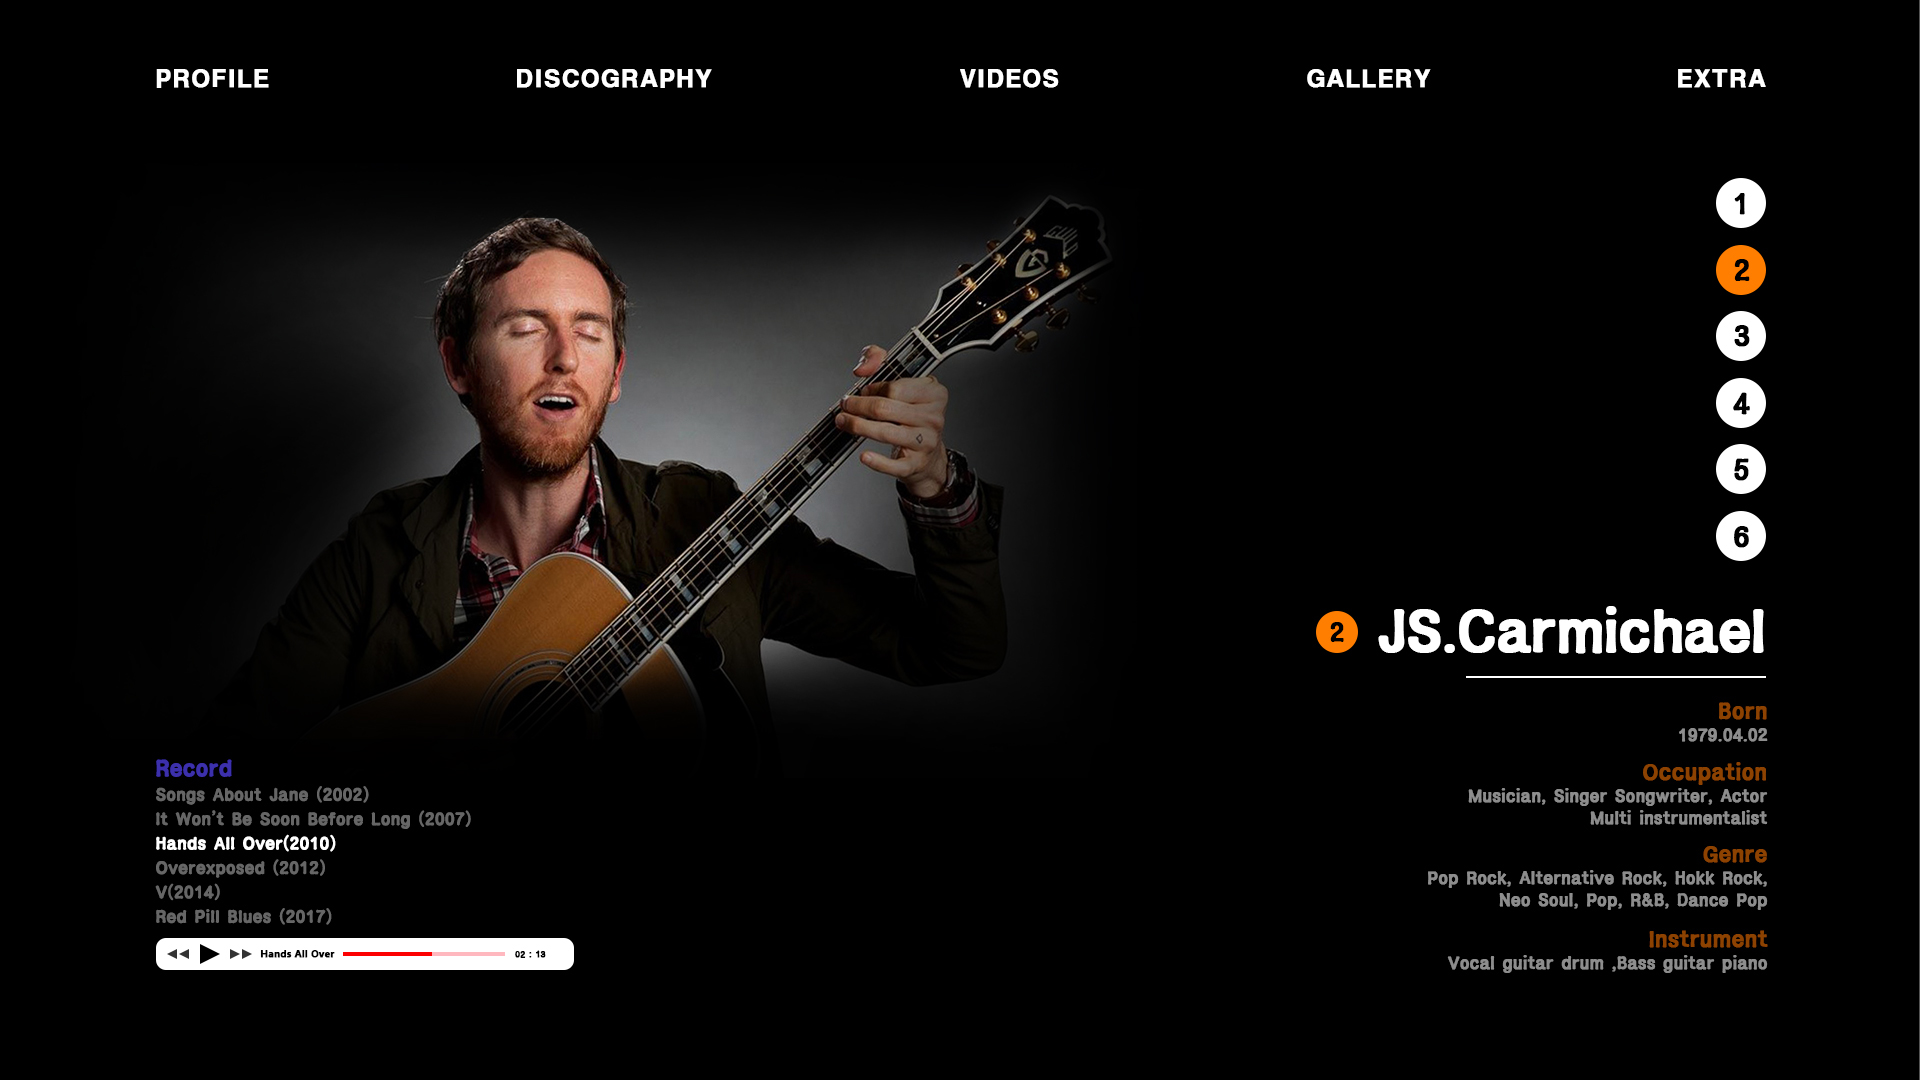 PROFILE DISCOGRAPHY VIDEOS GALLERY EXTRA
1
2
3
4
5
6
2 JS.Carmichael
Born
1979.04.02
Occupation
Musician, Singer Songwriter, Actor
Multi instrumentalist
Genre
Pop Rock, Alternative Rock, Hokk Rock,
Neo Soul, Pop, R&B, Dance Pop
Instrument
Vocal guitar drum ,Bass guitar piano
Record
Songs About Jane (2002)
It Won't Be Soon Before Long (2007)
Hands All Over(2010)
Overexposed (2012)
V(2014)
Red Pill Blues (2017)
Hands All Over 02 : 13